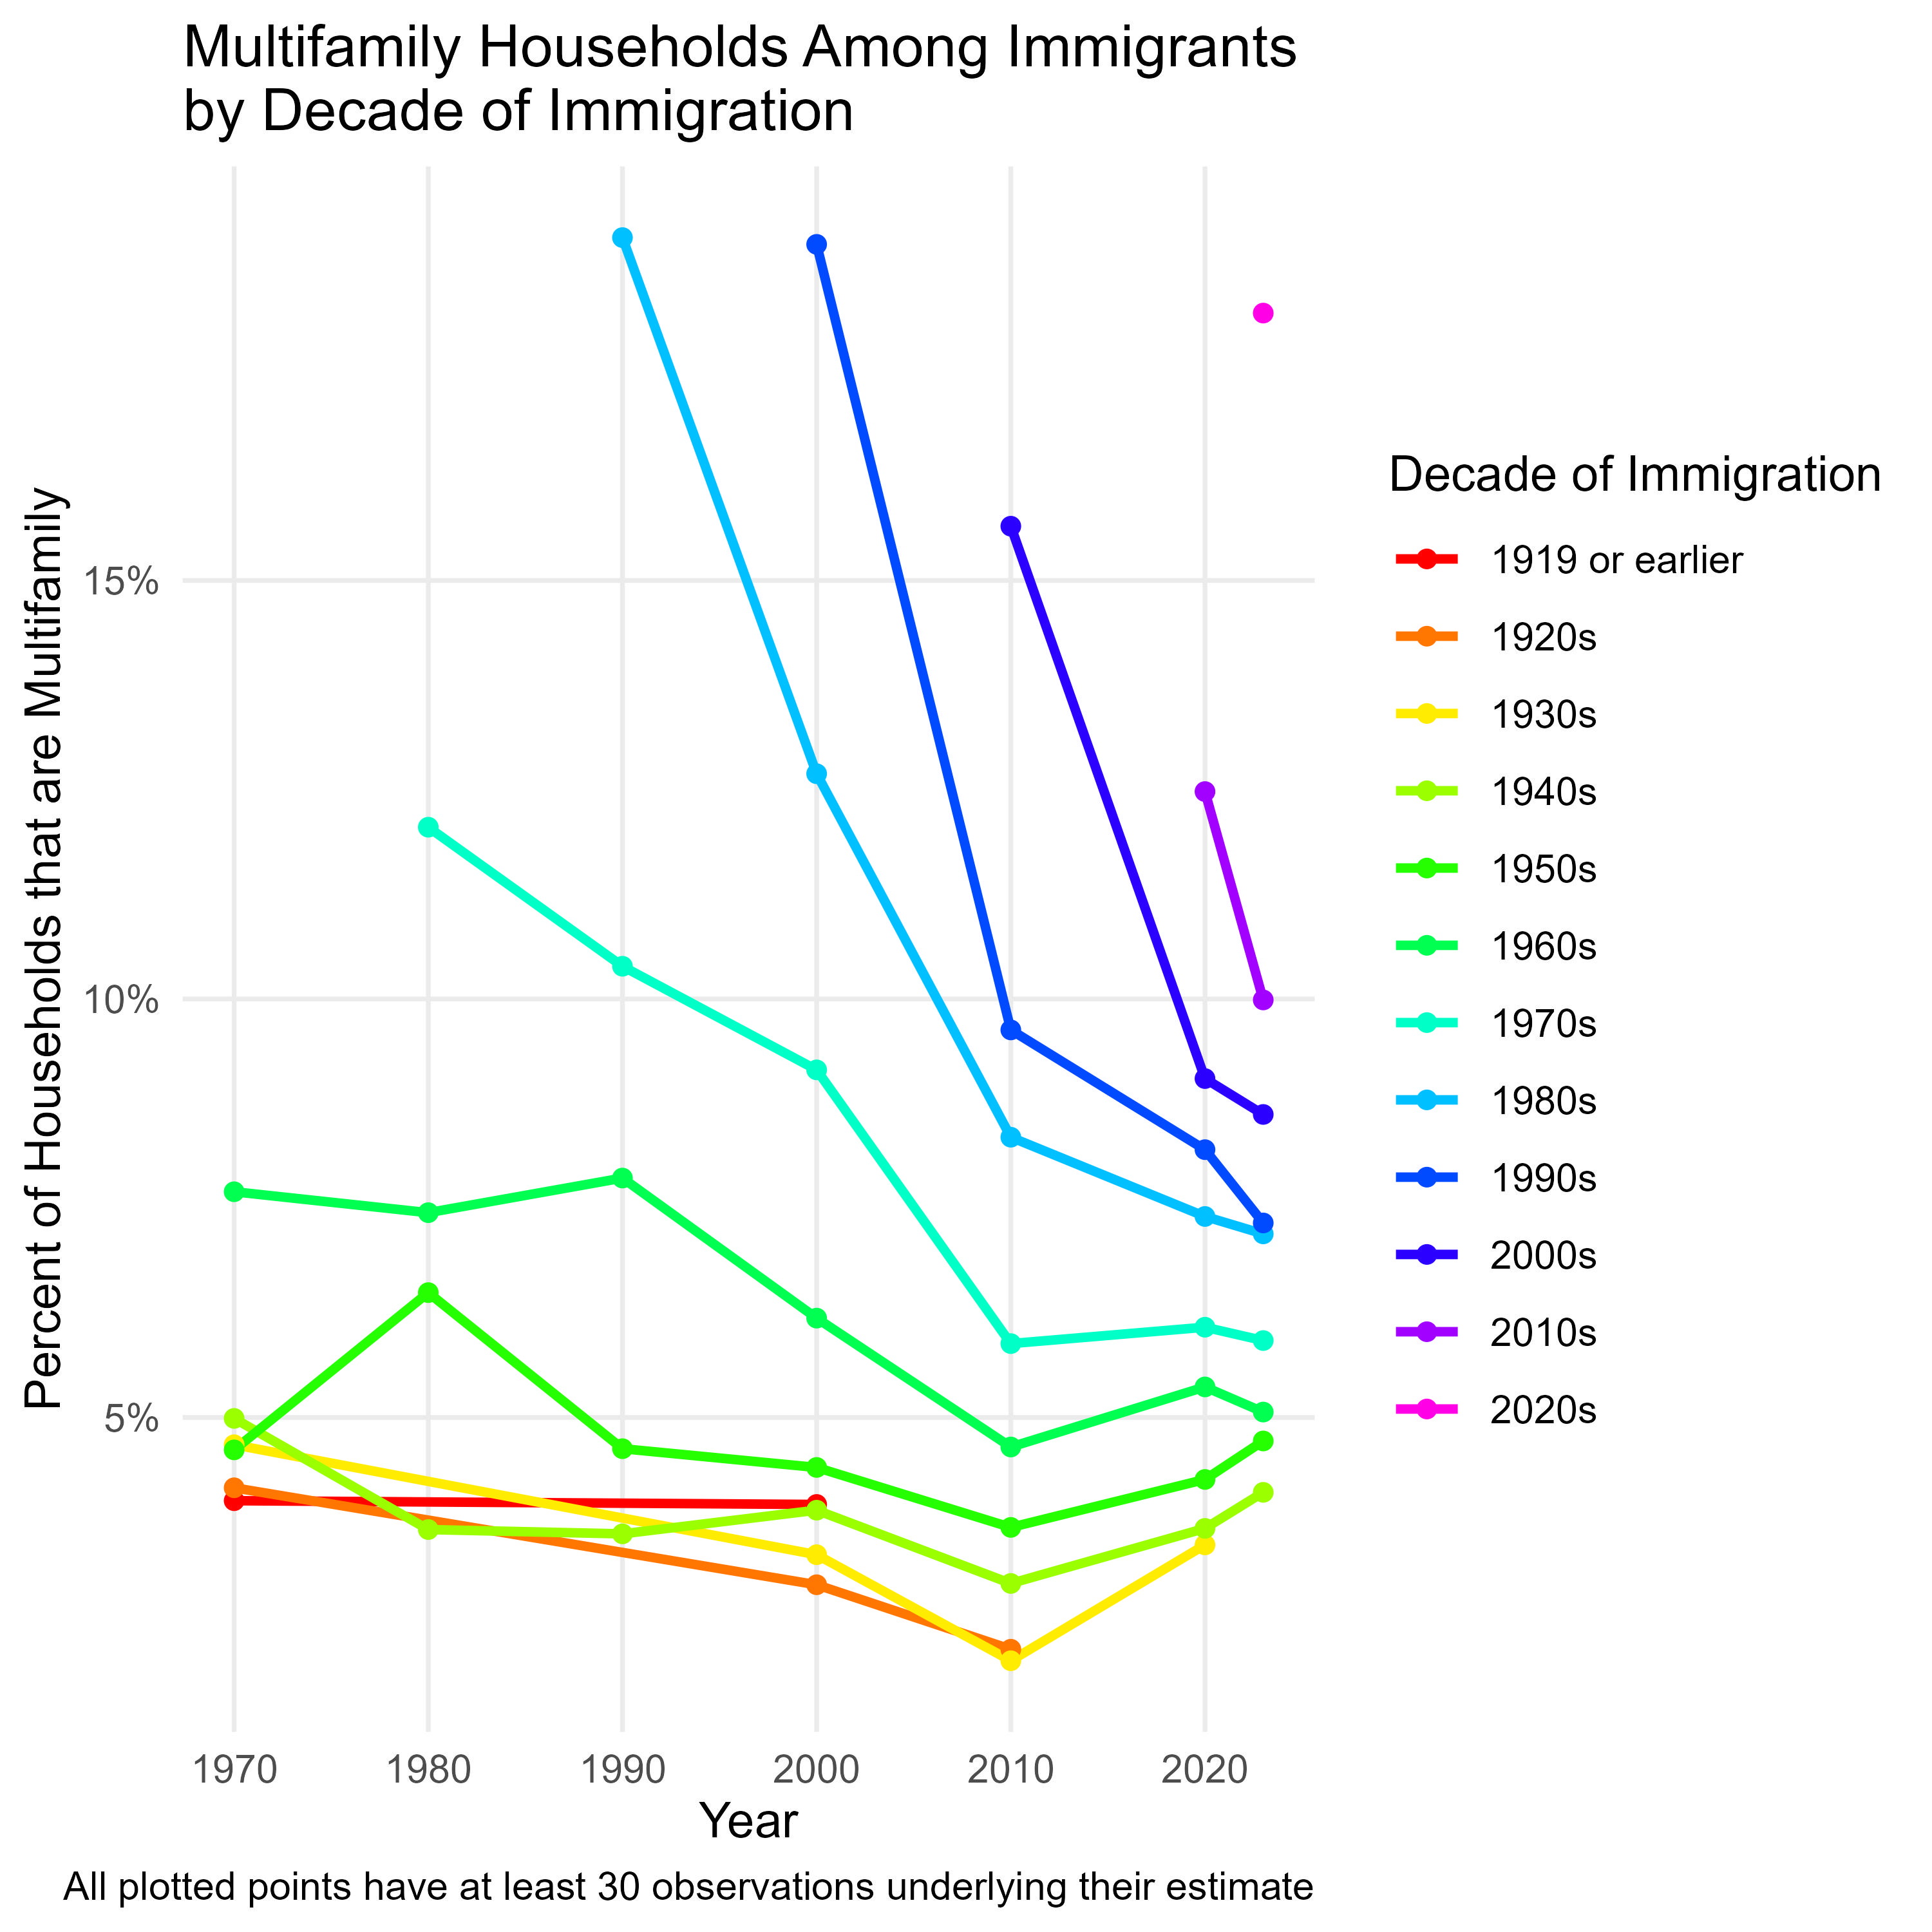 Multifamily Households Among Immigrants
by Decade of Immigration
Percent of Households that are Multifamily
15%
10%
5%
1970
1980
1990
2000
2010
2020
Year
Decade of Immigration
1919 or earlier
1920s
1930s
1940s
1950s
1960s
1970s
1980s
1990s
2000s
2010s
2020s
All plotted points have at least 30 observations underlying their estimate